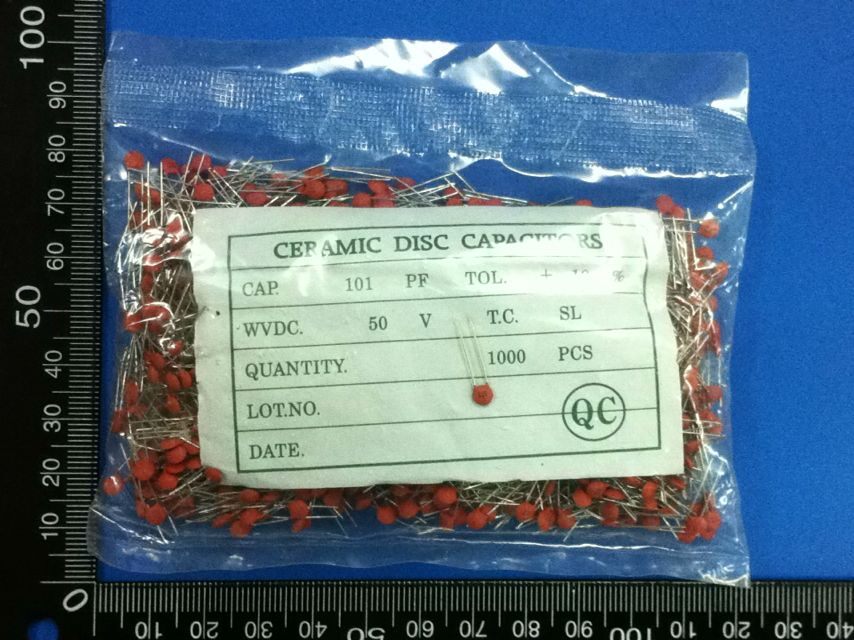 CERAMIC DISC CAPACITORS
CAP. 101 PF TOL. ± 10 %
WVDC. 50 V T.C. SL
QUANTITY. 1000 PCS
LOT.NO.
DATE.
QC
100
90
80
70
60
50
40
30
20
10
0
10 20 30 40 50 60 70 80 90 100 10 20 30 40